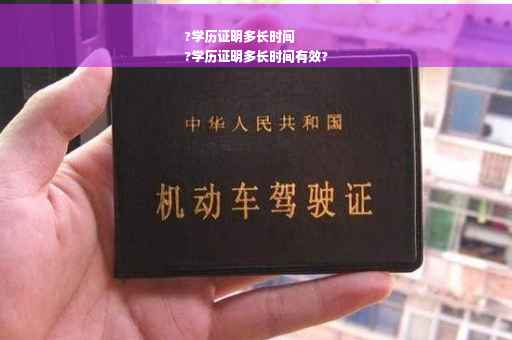 ?学历证明多长时间
?学历证明多长时间有效?
中华人民共和国
机动车驾驶证